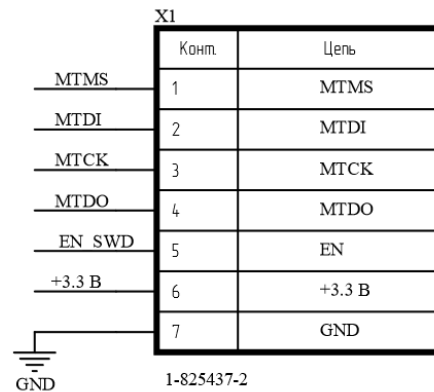 X1
Конт. Цепь
MTMS 1 MTMS
MTDI 2 MTDI
MTCK 3 MTCK
MTDO 4 MTDO
EN SWD 5 EN
+3.3 В 6 +3.3 В
7 GND
GND
1-825437-2